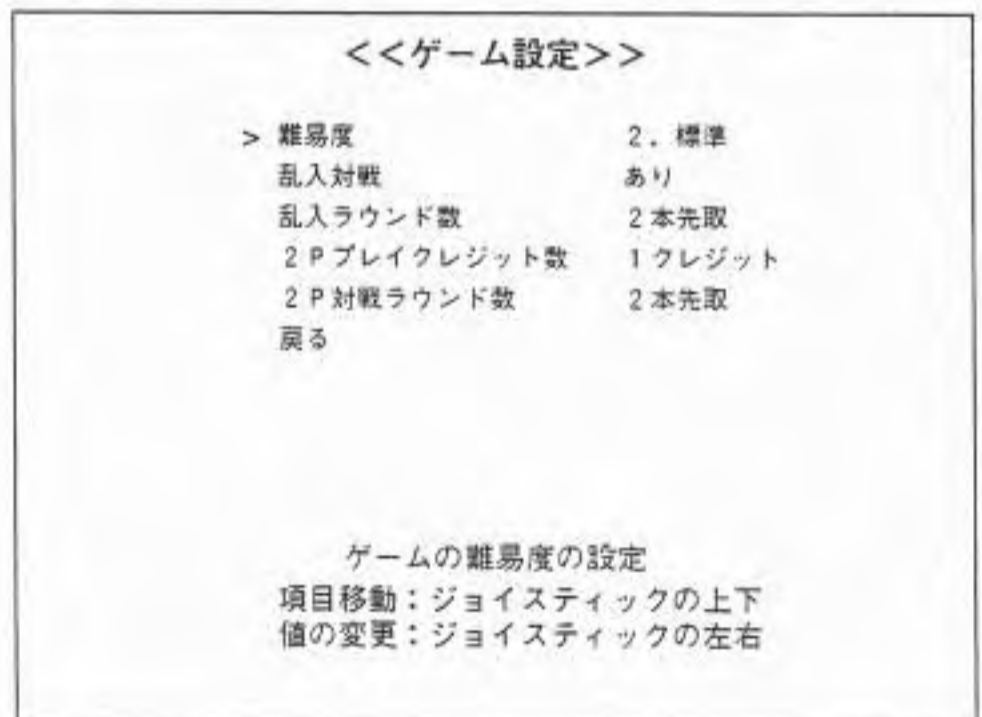 <<ゲーム設定>>
> 難易度 2．標準
乱入対戦 あり
乱入ラウンド数 2本先取
2Pプレイクレジット数 1クレジット
2P対戦ラウンド数 2本先取
戻る
ゲームの難易度の設定
項目移動：ジョイスティックの上下
値の変更：ジョイスティックの左右